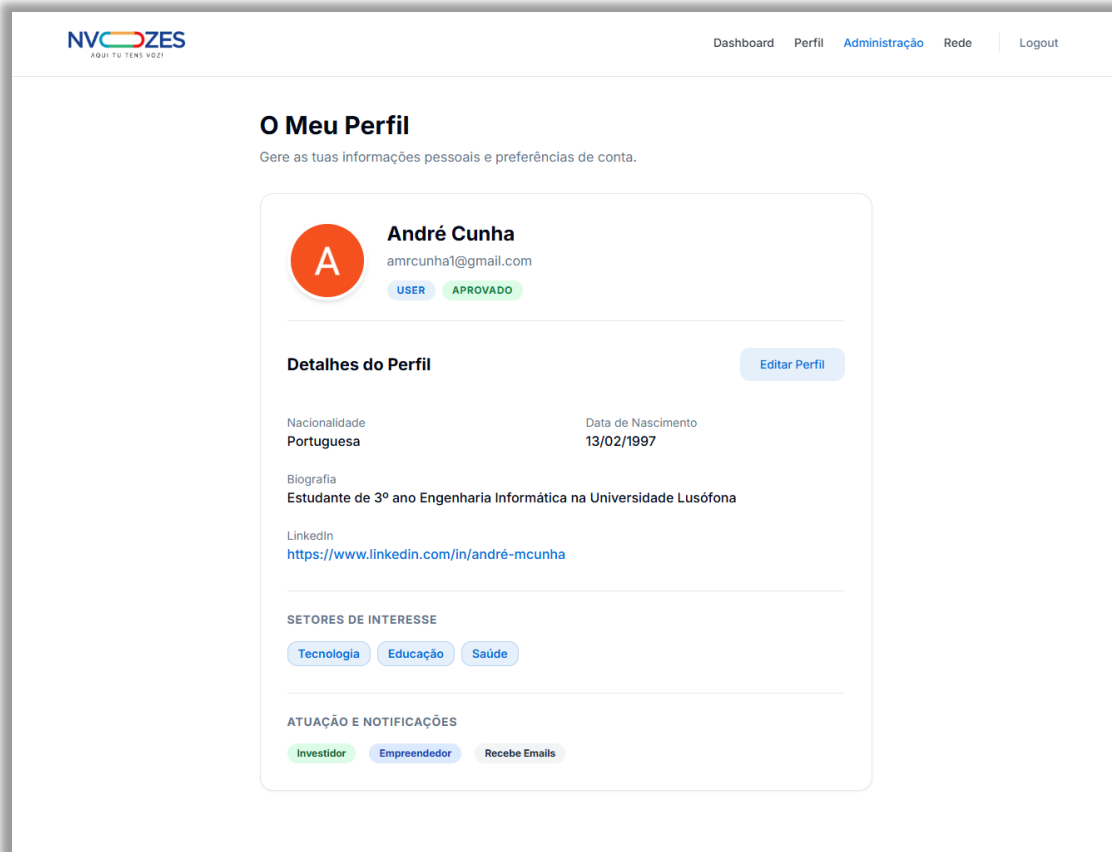 NVOZES
AQUI TU TENS VOZ!
Dashboard Perfil Administração Rede Logout
O Meu Perfil
Gere as tuas informações pessoais e preferências de conta.
A
André Cunha
amrcunha1@gmail.com
USER APROVADO
Detalhes do Perfil Editar Perfil
Nacionalidade Data de Nascimento
Portuguesa 13/02/1997
Biografia
Estudante de 3º ano Engenharia Informática na Universidade Lusófona
LinkedIn
https://www.linkedin.com/in/andré-mcunha
SETORES DE INTERESSE
Tecnologia Educação Saúde
ATUAÇÃO E NOTIFICAÇÕES
Investidor Empreendedor Recebe Emails